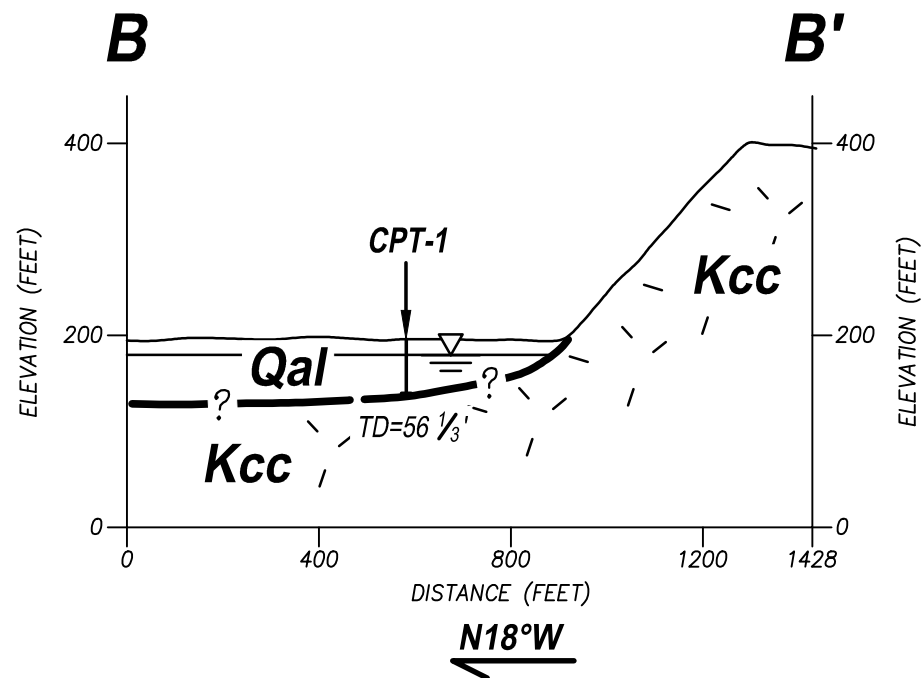 B B'
400 400
CPT-1
Kcc
ELEVATION (FEET) ELEVATION (FEET)
200 200
Qal
?
?
TD=56 1/3'
Kcc
0 0
0 400 800 1200 1428
DISTANCE (FEET)
N18°W